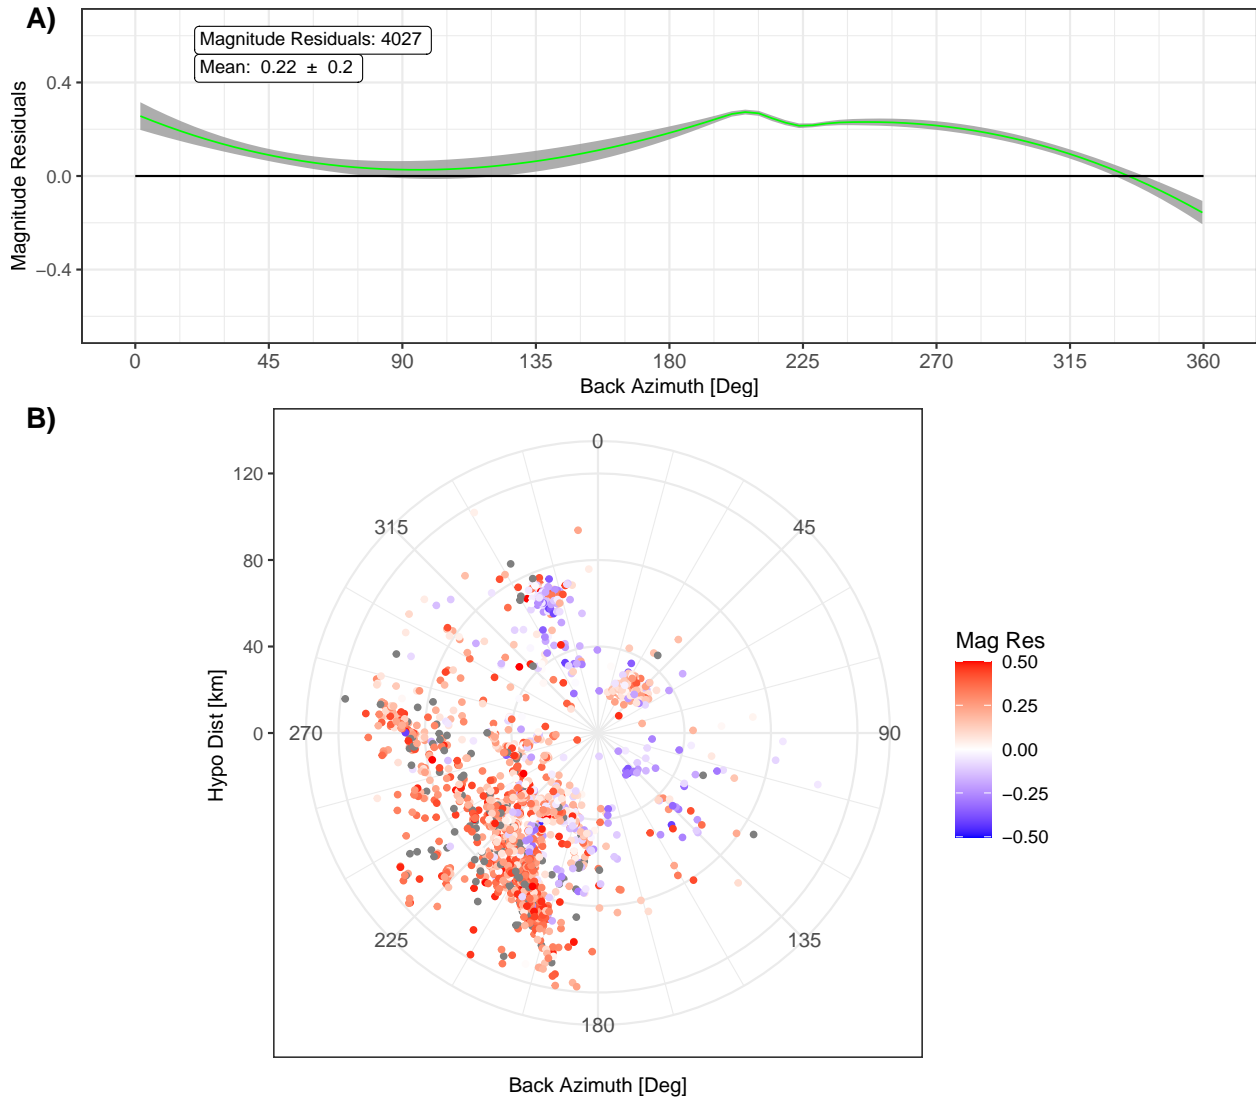 A)
Magnitude Residuals: 4027
Mean:  0.22  ±  0.2
Magnitude Residuals
0.4
0.0
−0.4
0 45 90 135 180 225 270 315 360
Back Azimuth [Deg]
B)
Hypo Dist [km]
120
80
40
0
0
45
90
135
180
225
270
315
Back Azimuth [Deg]
Mag Res
0.50
0.25
0.00
−0.25
−0.50